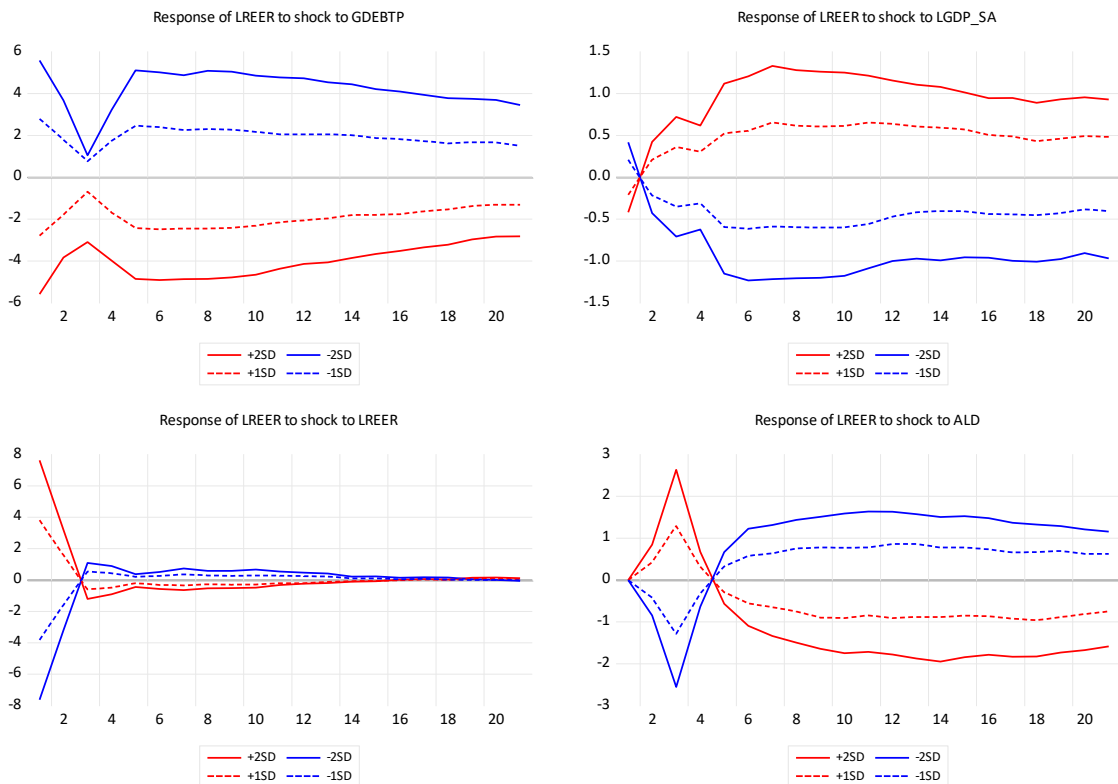 Response of LREER to shock to GDEBTP
6
4
2
0
-2
-4
-6
2 4 6 8 10 12 14 16 18 20
+2SD -2SD
+1SD -1SD
Response of LREER to shock to LGDP_SA
1.5
1.0
0.5
0.0
-0.5
-1.0
-1.5
2 4 6 8 10 12 14 16 18 20
+2SD -2SD
+1SD -1SD
Response of LREER to shock to LREER
8
6
4
2
0
-2
-4
-6
-8
2 4 6 8 10 12 14 16 18 20
+2SD -2SD
+1SD -1SD
Response of LREER to shock to ALD
3
2
1
0
-1
-2
-3
2 4 6 8 10 12 14 16 18 20
+2SD -2SD
+1SD -1SD